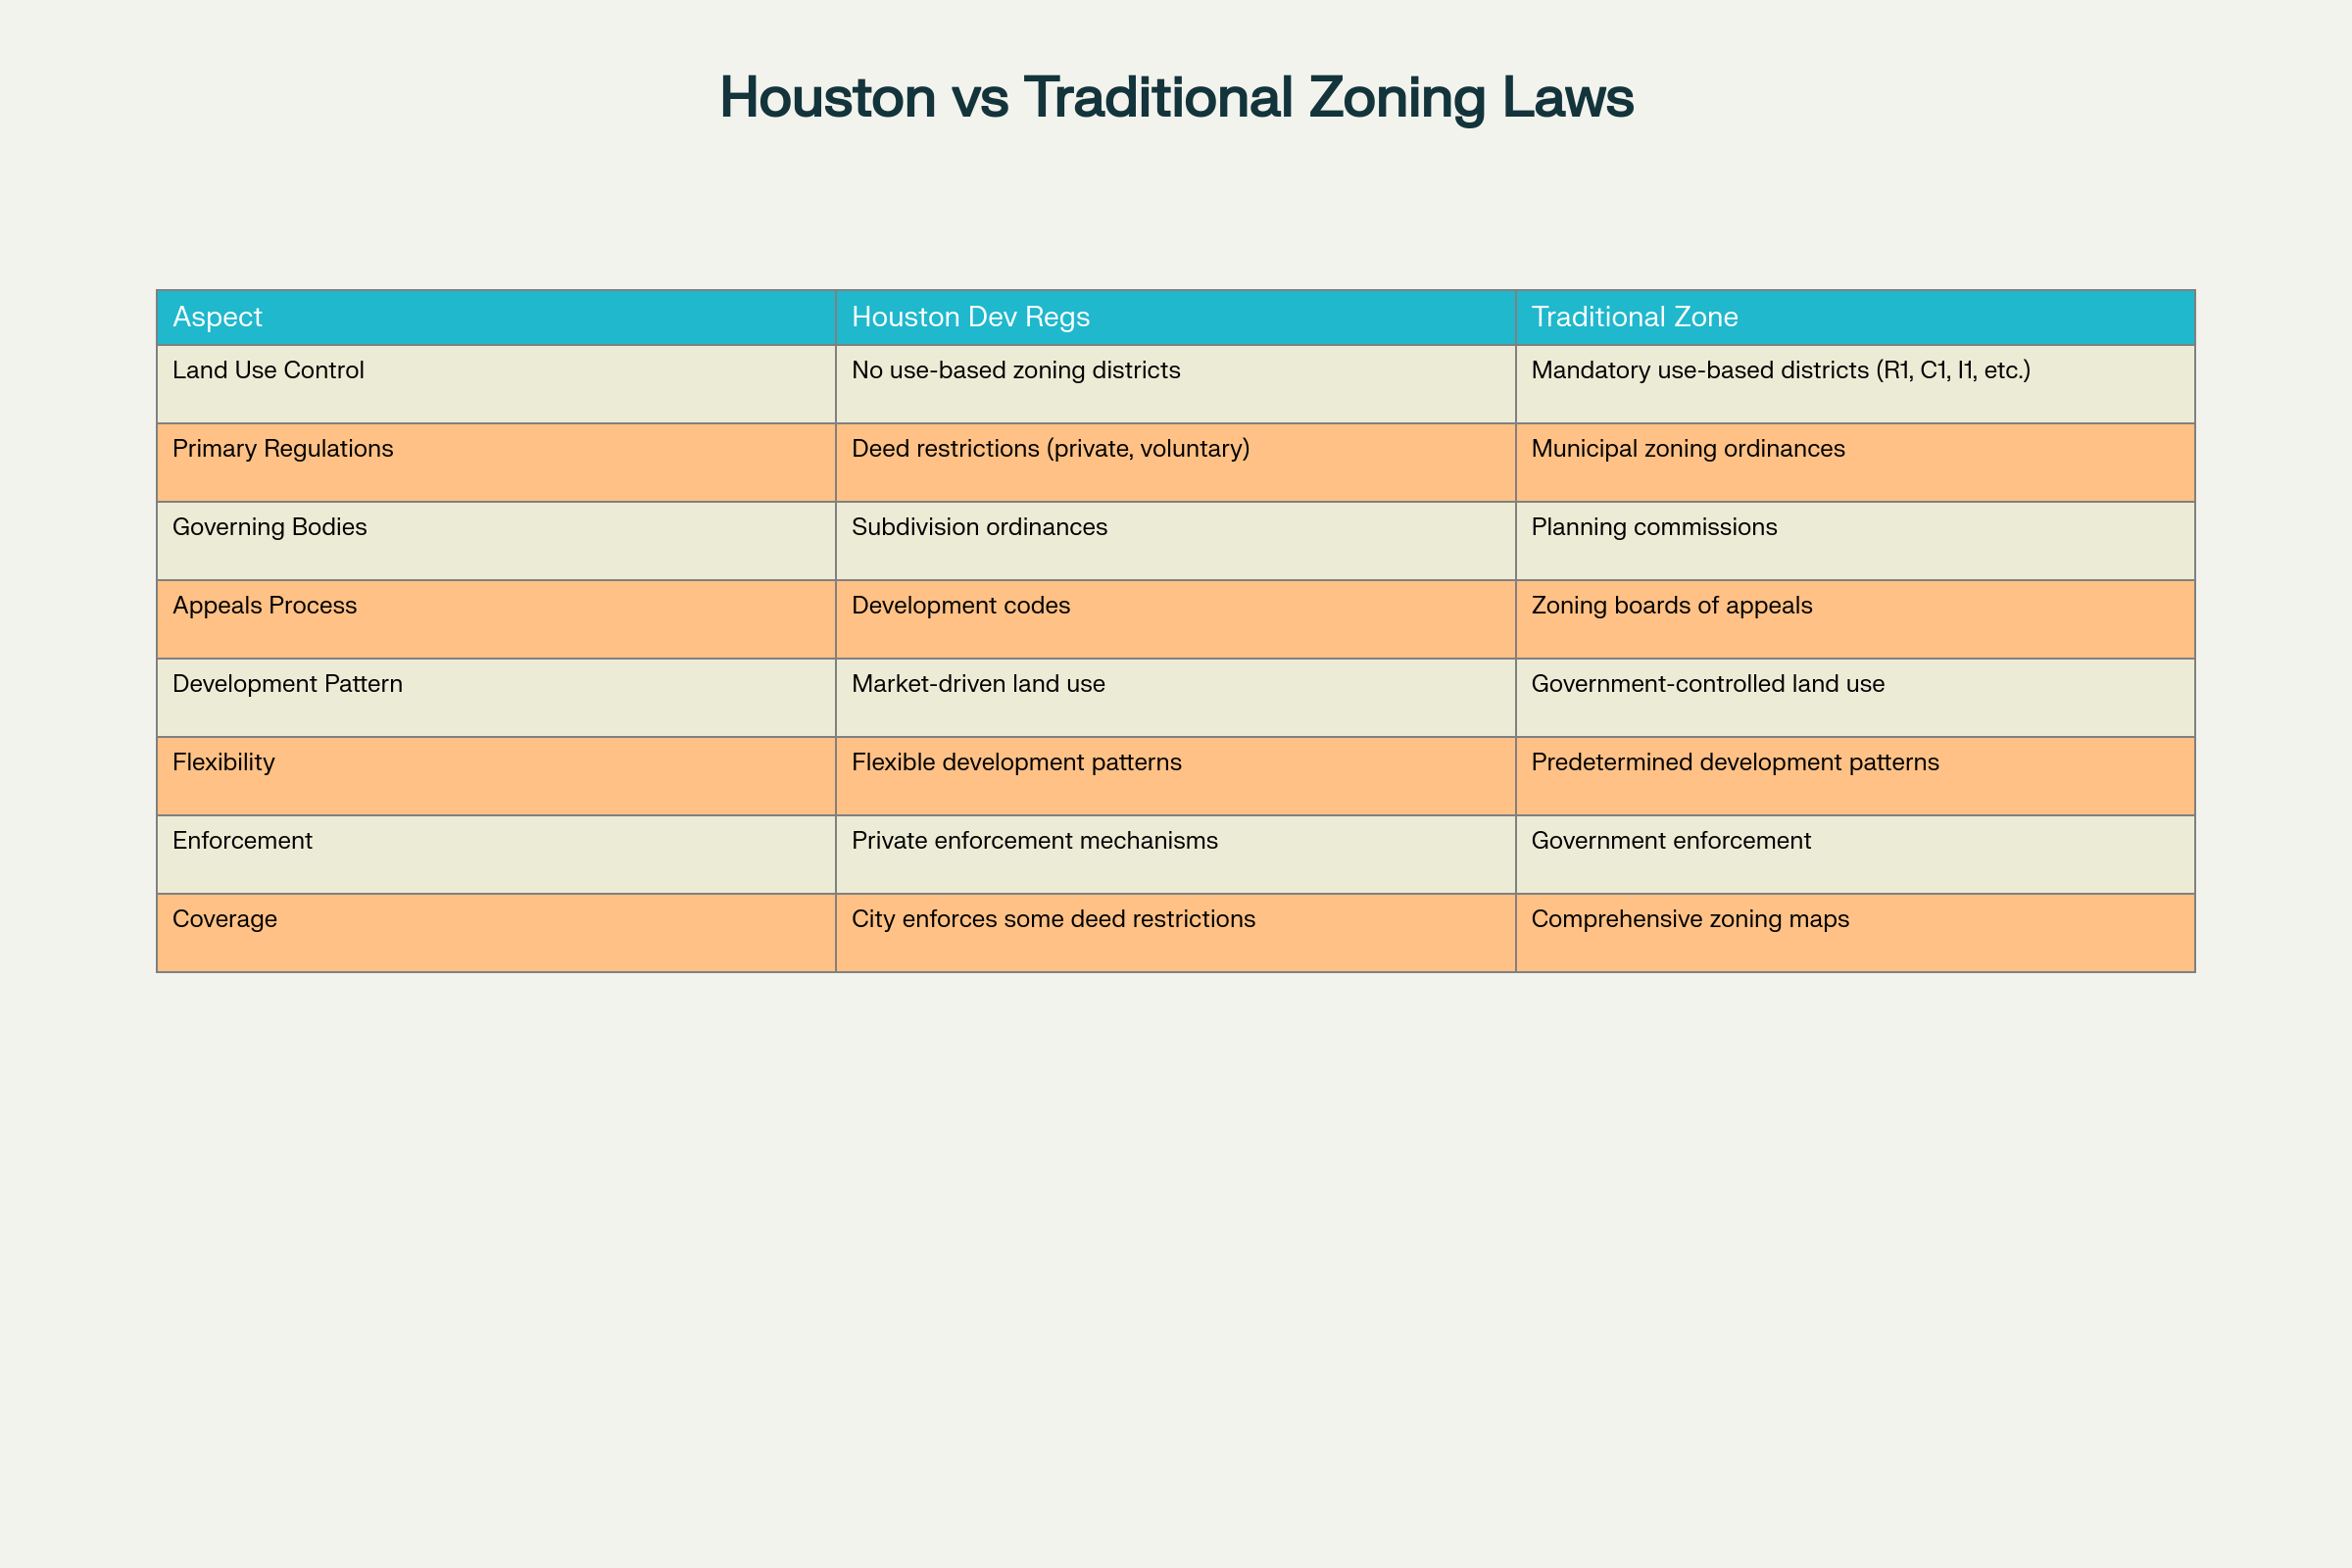 Houston vs Traditional Zoning Laws
Aspect Houston Dev Regs Traditional Zone
Land Use Control No use-based zoning districts Mandatory use-based districts (R1, C1, I1, etc.)
Primary Regulations Deed restrictions (private, voluntary) Municipal zoning ordinances
Governing Bodies Subdivision ordinances Planning commissions
Appeals Process Development codes Zoning boards of appeals
Development Pattern Market-driven land use Government-controlled land use
Flexibility Flexible development patterns Predetermined development patterns
Enforcement Private enforcement mechanisms Government enforcement
Coverage City enforces some deed restrictions Comprehensive zoning maps